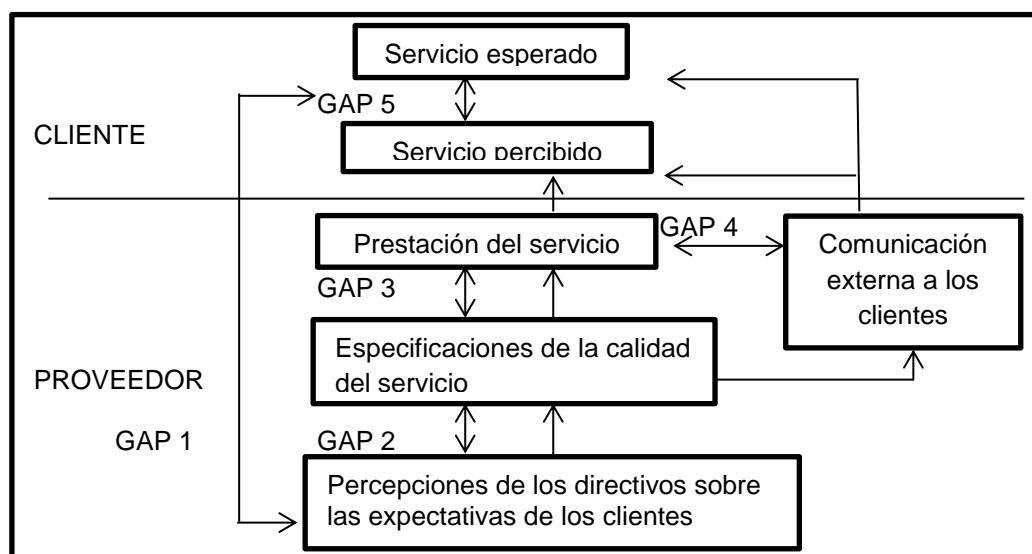 Servicio esperado
GAP 5
CLIENTE
Servicio percibido
GAP 4
Prestación del servicio
Comunicación
externa a los
clientes
GAP 3
Especificaciones de la calidad
del servicio
PROVEEDOR
GAP 1
GAP 2
Percepciones de los directivos sobre
las expectativas de los clientes